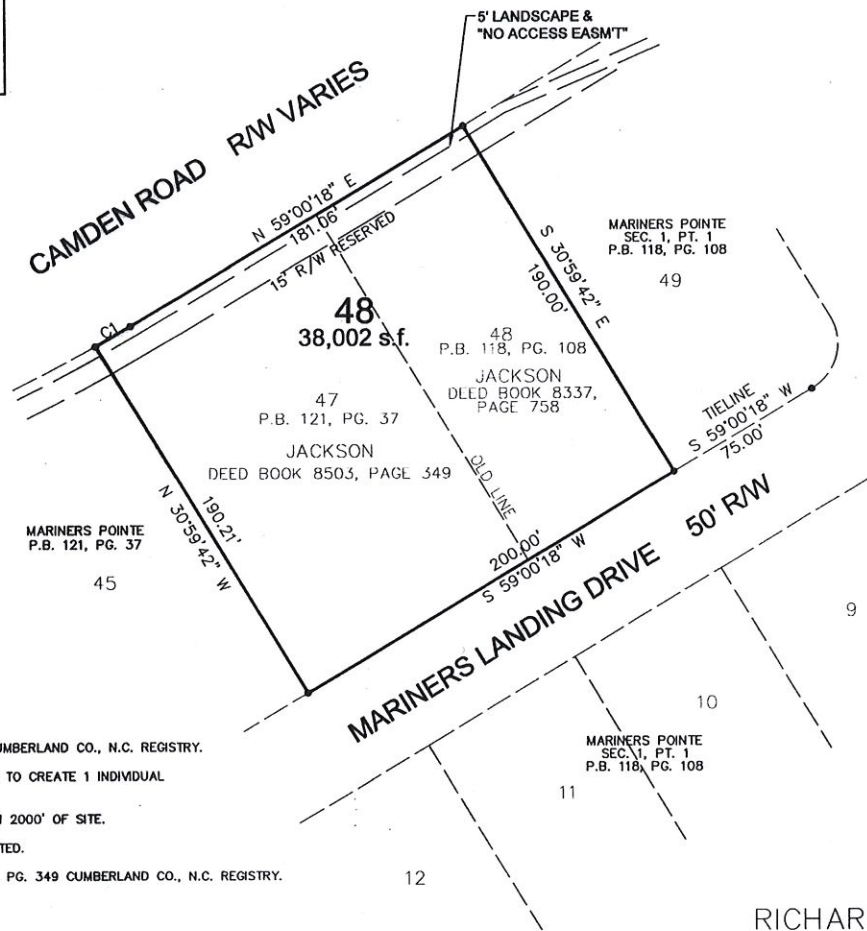 5' LANDSCAPE &
"NO ACCESS EASM'T"
CAMDEN ROAD R/W VARIES
N 59°00'18" E
181.06'
15' R/W RESERVED
C1
48
38,002 s.f.
S 30°59'42" E
190.00'
MARINERS POINTE
SEC. 1, PT. 1
P.B. 118, PG. 108
49
48
P.B. 118, PG. 108
JACKSON
DEED BOOK 8337,
PAGE 758
47
P.B. 121, PG. 37
JACKSON
DEED BOOK 8503, PAGE 349
OLD LINE
TIELINE
S 59°00'18" W
75.00'
190.21'
N 30°59'42" W
MARINERS POINTE
P.B. 121, PG. 37
45
200.00'
S 59°00'18" W
MARINERS LANDING DRIVE 50' R/W
9
10
MARINERS POINTE
SEC. 1, PT. 1
P.B. 118, PG. 108
11
12
UMBERLAND CO., N.C. REGISTRY.
TO CREATE 1 INDIVIDUAL
2000' OF SITE.
TED.
PG. 349 CUMBERLAND CO., N.C. REGISTRY.
RICHAR